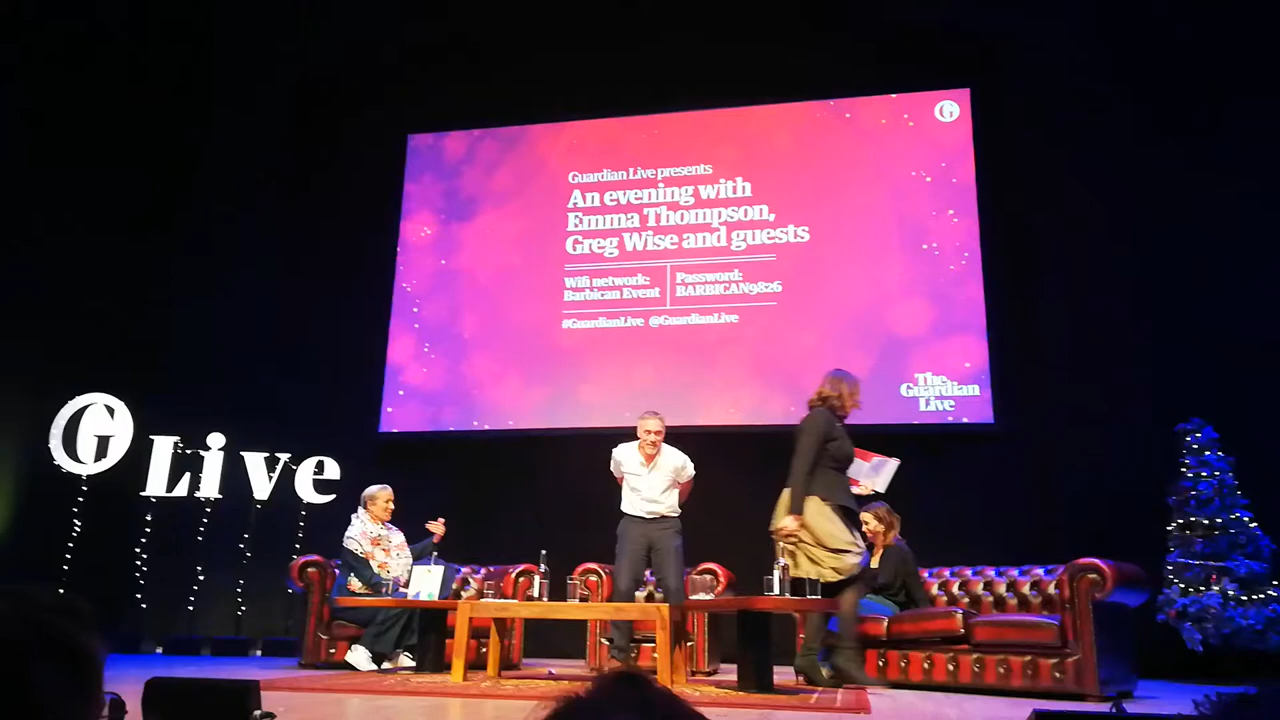 G
Guardian Live presents
An evening with
Emma Thompson,
Greg Wise and guests
Wifi network:
Barbican Event
Password:
BARBICAN9826
#GuardianLive @GuardianLive
The
Guardian
Live
G Live